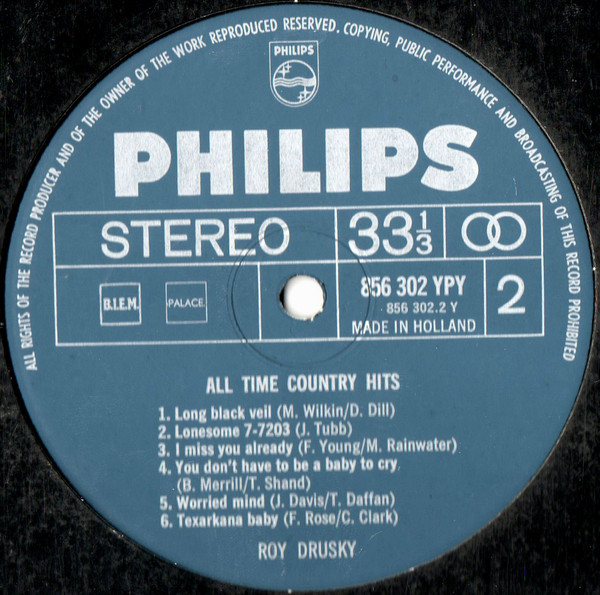 ALL RIGHTS OF THE RECORD PRODUCER AND OF THE OWNER OF THE WORK REPRODUCED RESERVED. COPYING, PUBLIC PERFORMANCE AND BROADCASTING OF THIS RECORD PROHIBITED
PHILIPS
PHILIPS
STEREO
33 1/3
B.I.E.M.
PALACE
856 302 YPY
856 302.2 Y
MADE IN HOLLAND
2
ALL TIME COUNTRY HITS
1. Long black veil (M. Wilkin/D. Dill)
2. Lonesome 7-7203 (J. Tubb)
3. I miss you already (F. Young/M. Rainwater)
4. You don't have to be a baby to cry
(B. Merrill/T. Shand)
5. Worried mind (J. Davis/T. Daffan)
6. Texarkana baby (F. Rose/C. Clark)
ROY DRUSKY